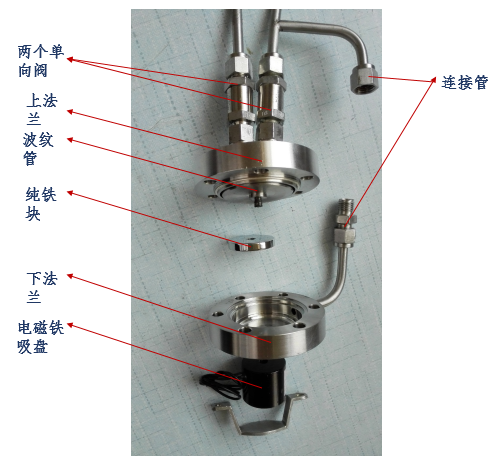 两个单
向阀
连接管
上法
兰
波纹
管
纯铁
块
下法
兰
电磁铁
吸盘